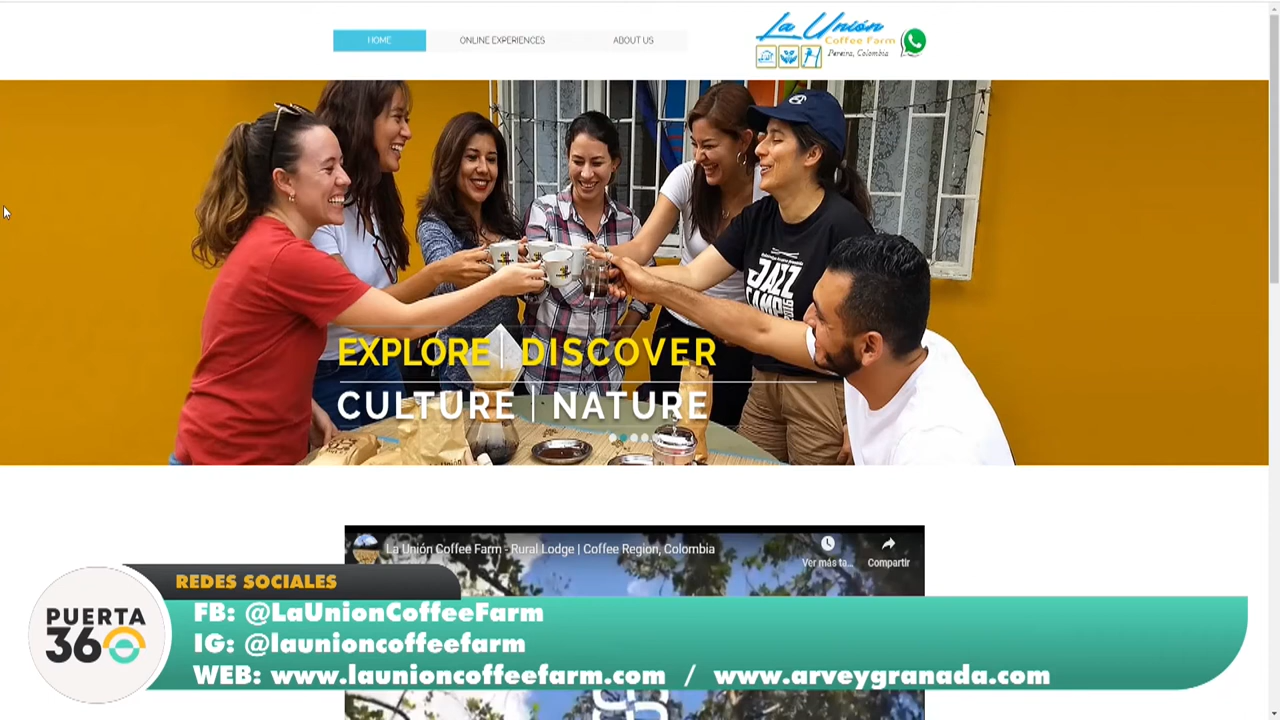 HOME
ONLINE EXPERIENCES
ABOUT US
La Unión
Coffee Farm
Pereira, Colombia
JAZZ
CAMP
EXPLORE | DISCOVER
CULTURE | NATURE
La Unión Coffee Farm - Rural Lodge | Coffee Region, Colombia
Ver más ta...
Compartir
REDES SOCIALES
PUERTA
360
FB: @LaUnionCoffeeFarm
IG: @launioncoffeefarm
WEB: www.launioncoffeefarm.com / www.arveygranada.com